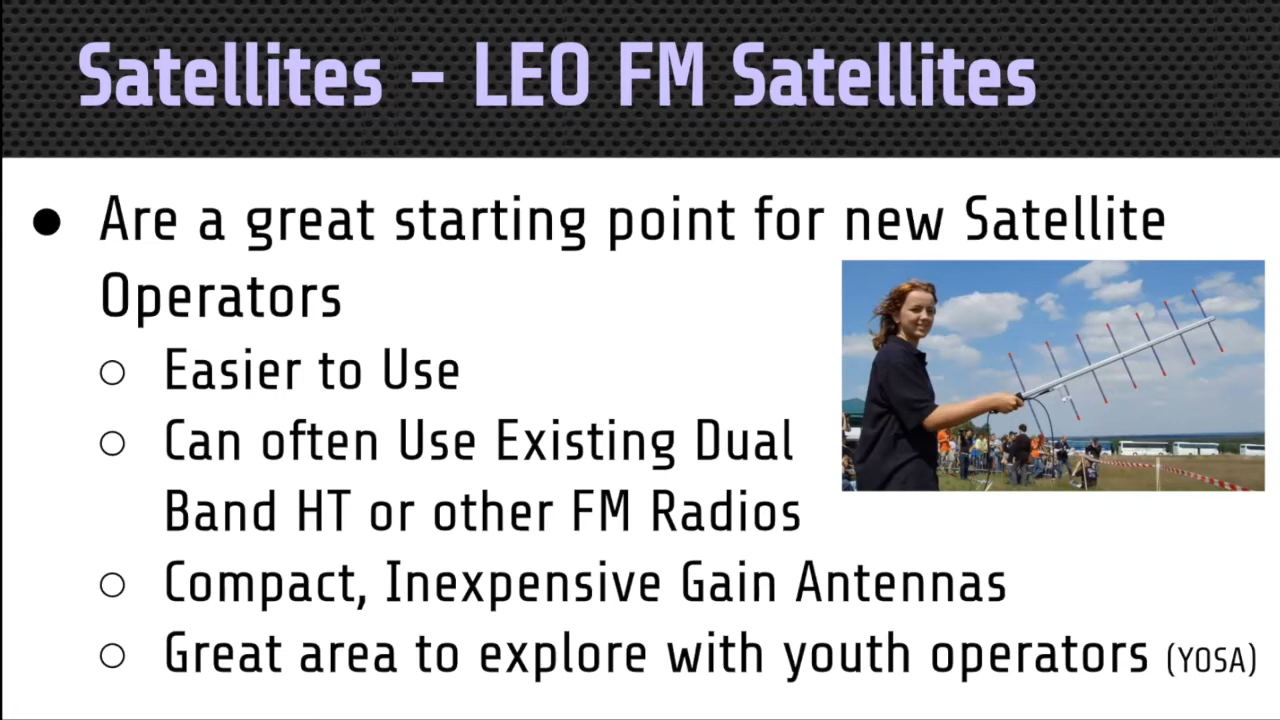 Satellites – LEO FM Satellites
● Are a great starting point for new Satellite
Operators
○ Easier to Use
○ Can often Use Existing Dual
Band HT or other FM Radios
○ Compact, Inexpensive Gain Antennas
○ Great area to explore with youth operators (YOSA)